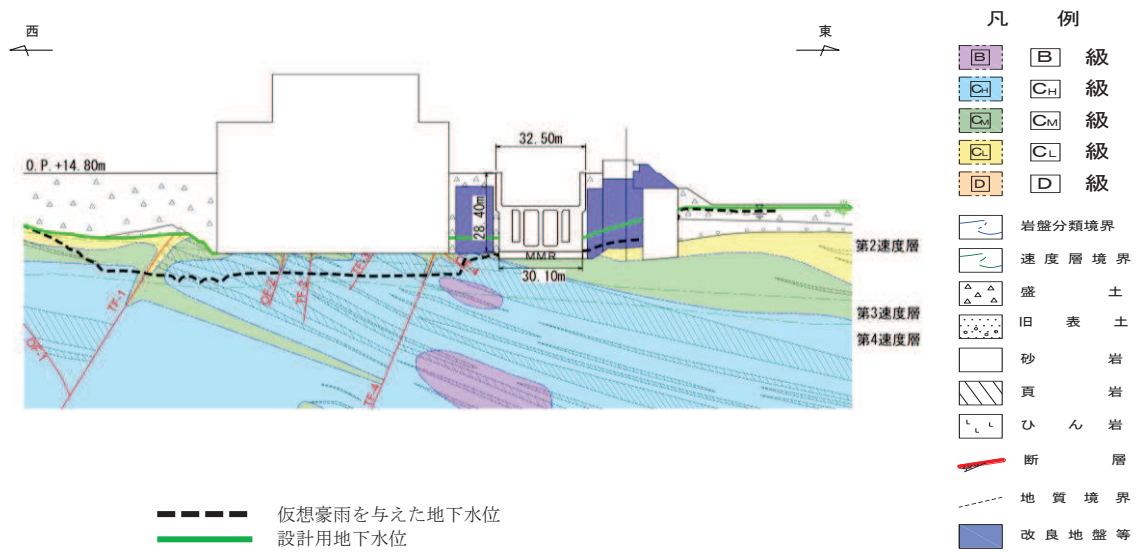 西
東
O.P.+14.80m
32.50m
28.40m
MMR
30.10m
第2速度層
第3速度層
第4速度層
TF-1
OF-1
OF-2
TF-2
TF-3
TF-4
仮想豪雨を与えた地下水位
設計用地下水位
凡 例
B B 級
CH CH 級
CM CM 級
CL CL 級
D D 級
岩盤分類境界
速度層境界
盛 土
旧表土
砂 岩
頁 岩
ひん岩
断 層
地質境界
改良地盤等